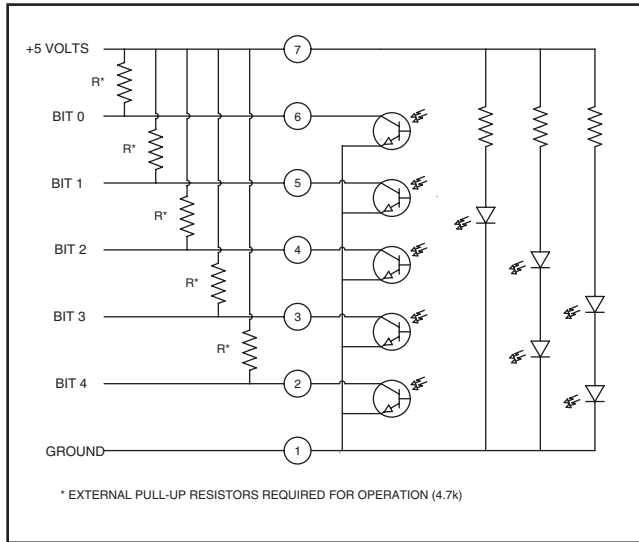 +5 VOLTS 7
R*
BIT 0 6
R*
BIT 1 5
R*
BIT 2 4
R*
BIT 3 3
R*
BIT 4 2
GROUND 1
* EXTERNAL PULL-UP RESISTORS REQUIRED FOR OPERATION (4.7k)